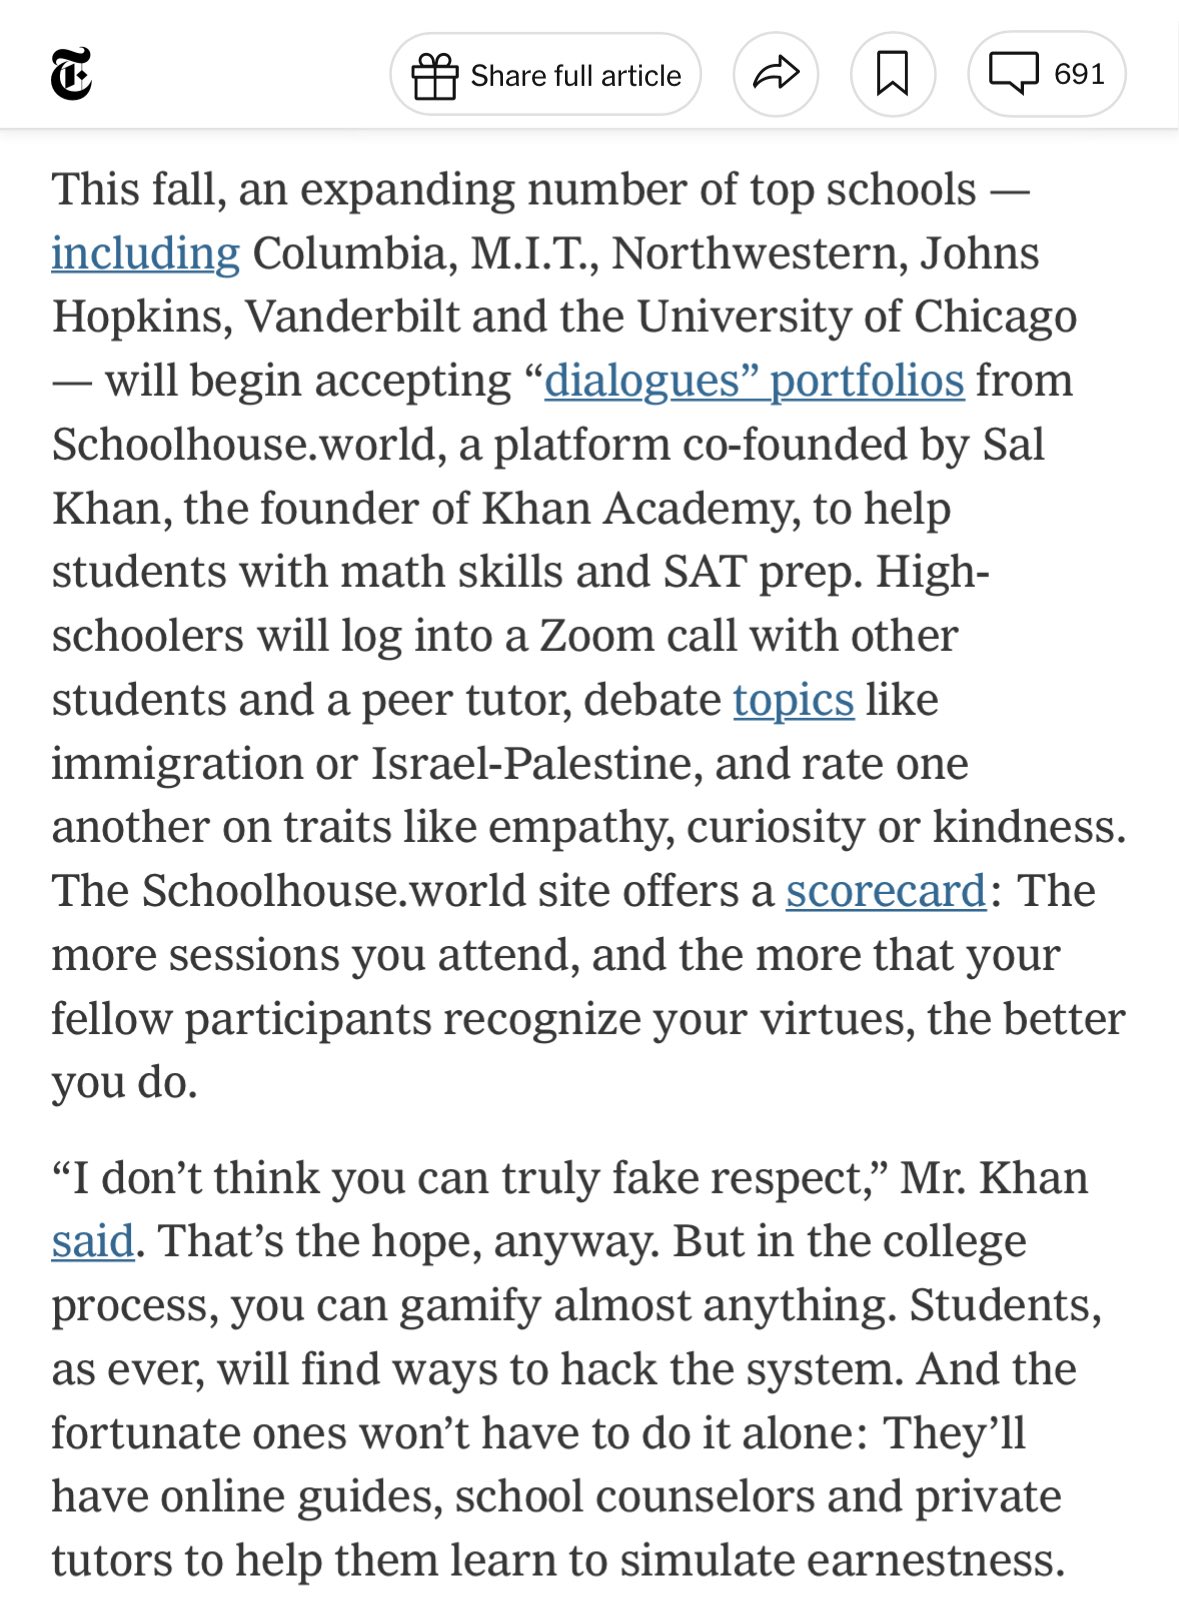 Share full article
691
This fall, an expanding number of top schools —
including Columbia, M.I.T., Northwestern, Johns
Hopkins, Vanderbilt and the University of Chicago
— will begin accepting “dialogues” portfolios from
Schoolhouse.world, a platform co-founded by Sal
Khan, the founder of Khan Academy, to help
students with math skills and SAT prep. High-
schoolers will log into a Zoom call with other
students and a peer tutor, debate topics like
immigration or Israel-Palestine, and rate one
another on traits like empathy, curiosity or kindness.
The Schoolhouse.world site offers a scorecard: The
more sessions you attend, and the more that your
fellow participants recognize your virtues, the better
you do.
“I don’t think you can truly fake respect,” Mr. Khan
said. That’s the hope, anyway. But in the college
process, you can gamify almost anything. Students,
as ever, will find ways to hack the system. And the
fortunate ones won’t have to do it alone: They’ll
have online guides, school counselors and private
tutors to help them learn to simulate earnestness.